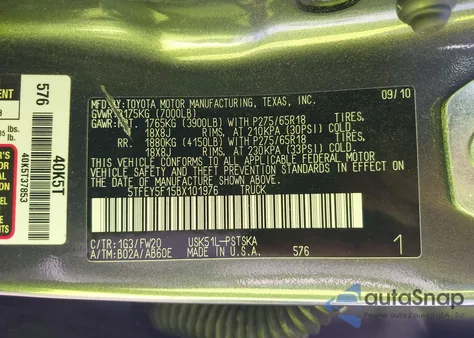 MFD.BY:TOYOTA MOTOR MANUFACTURING, TEXAS, INC. 09/10
GVWR:3175KG (7000LB)
GAWR:FRT. 1765KG (3900LB) WITH P275/65R18 TIRES,
18X8J RIMS, AT 210KPA (30PSI) COLD.
RR. 1880KG (4150LB) WITH P275/65R18 TIRES,
18X8J RIMS, AT 230KPA (33PSI) COLD.
THIS VEHICLE CONFORMS TO ALL APPLICABLE FEDERAL MOTOR VEHICLE SAFETY STANDARDS IN EFFECT ON THE DATE OF MANUFACTURE SHOWN ABOVE.
5TFEY5F15BX101976 TRUCK
C/TR:1G3/FW20 USK51L-PSTSKA
A/TM:B02A/AB60E MADE IN U.S.A. 576 1
576
40K5T
40K5T37853
lbs.
lb.
autoSnap